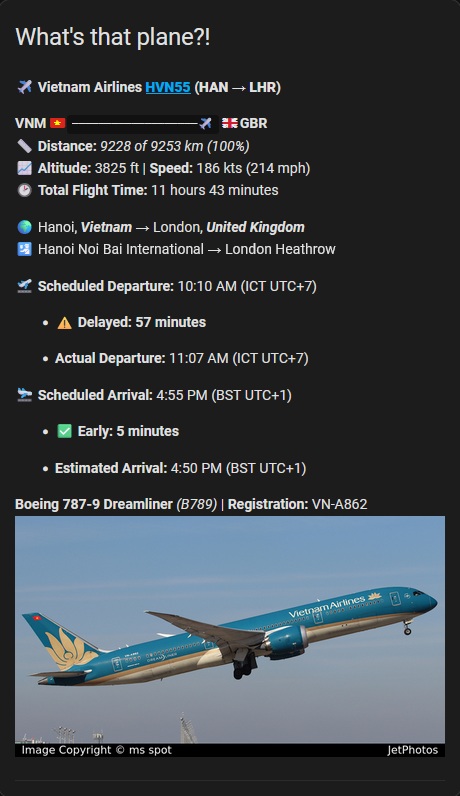 What's that plane?!
✈️ Vietnam Airlines HVN55 (HAN → LHR)
VNM 🇻🇳 ——————————✈️ 🇬🇧GBR
📏 Distance: 9228 of 9253 km (100%)
📈 Altitude: 3825 ft | Speed: 186 kts (214 mph)
🕑 Total Flight Time: 11 hours 43 minutes
🌍 Hanoi, Vietnam → London, United Kingdom
🛂 Hanoi Noi Bai International → London Heathrow
🛫 Scheduled Departure: 10:10 AM (ICT UTC+7)
• ⚠️ Delayed: 57 minutes
• Actual Departure: 11:07 AM (ICT UTC+7)
🛬 Scheduled Arrival: 4:55 PM (BST UTC+1)
• ✅ Early: 5 minutes
• Estimated Arrival: 4:50 PM (BST UTC+1)
Boeing 787-9 Dreamliner (B789) | Registration: VN-A862
Vietnam Airlines
Image Copyright © ms spot
JetPhotos